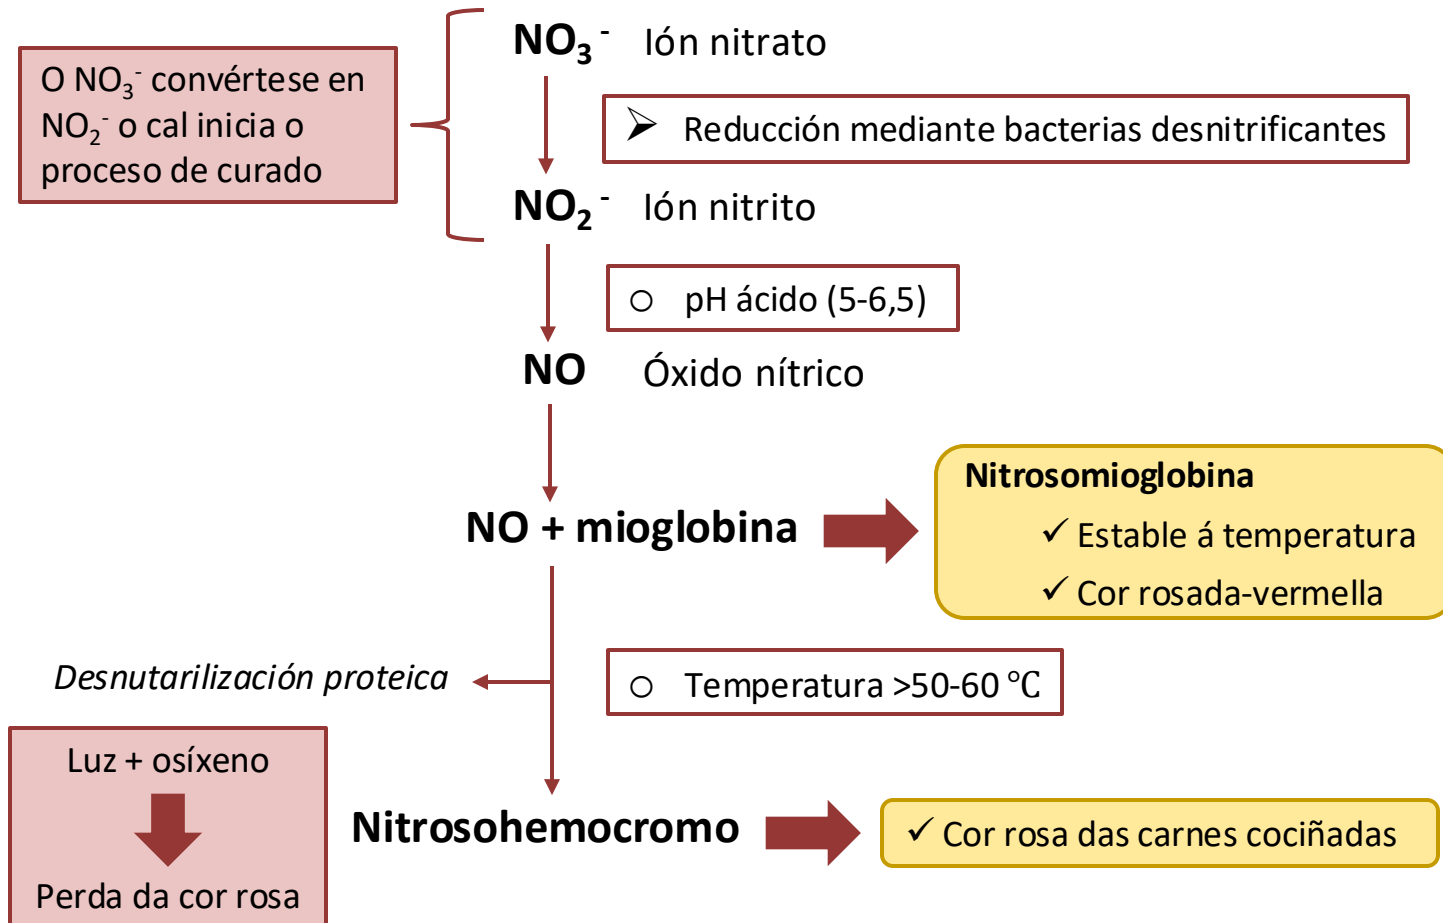 NO₃⁻ Ión nitrato
O NO₃⁻ convértese en
NO₂⁻ o cal inicia o
proceso de curado
➢ Reducción mediante bacterias desnitrificantes
NO₂⁻ Ión nitrito
o pH ácido (5-6,5)
NO Óxido nítrico
NO + mioglobina
Nitrosomioglobina
✓ Estable á temperatura
✓ Cor rosada-vermella
Desnutarilización proteica
o Temperatura >50-60 °C
Luz + osíxeno
Perda da cor rosa
Nitrosohemocromo
✓ Cor rosa das carnes cociñadas